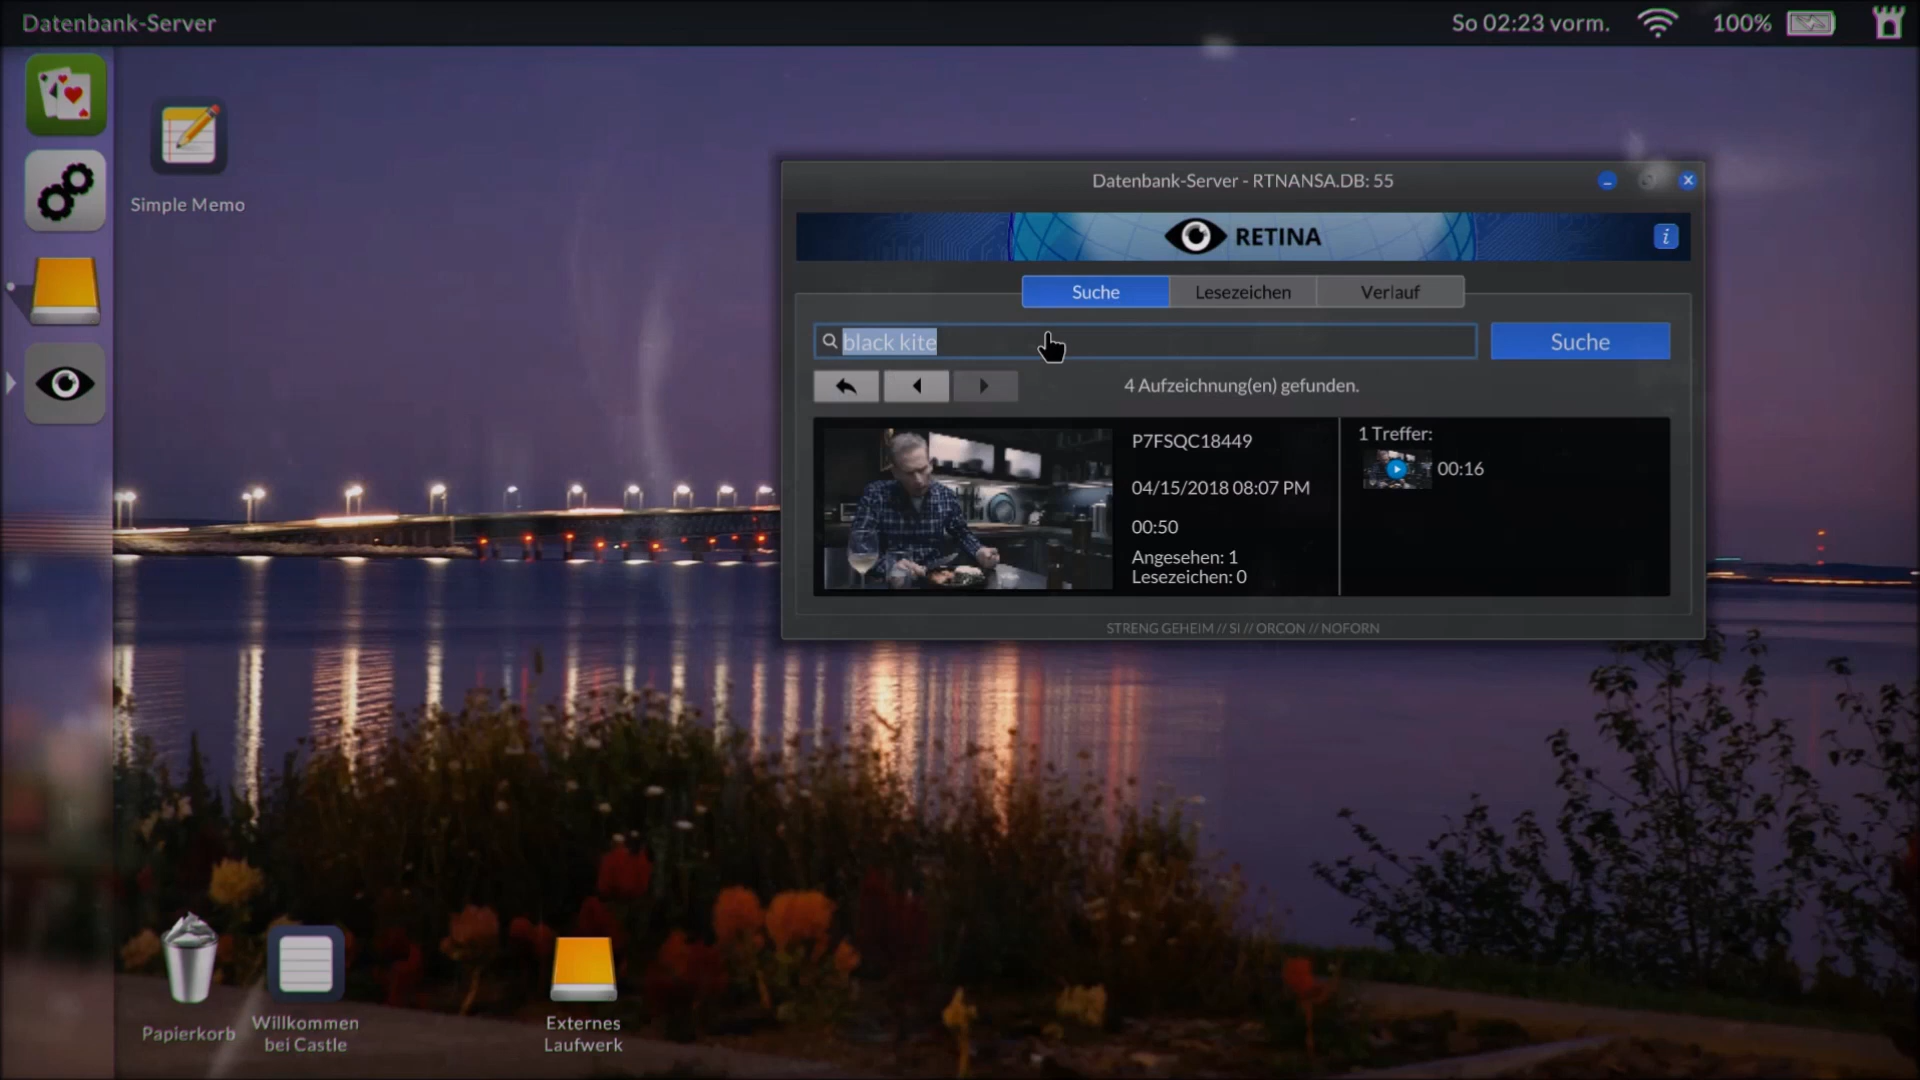 Datenbank-Server
So 02:23 vorm.
100%
Simple Memo
Datenbank-Server - RTNANSA.DB: 55
RETINA
i
Suche
Lesezeichen
Verlauf
black kite
Suche
4 Aufzeichnung(en) gefunden.
P7FSQC18449
04/15/2018 08:07 PM
00:50
Angesehen: 1
Lesezeichen: 0
1 Treffer:
00:16
STRENG GEHEIM // SI // ORCON // NOFORN
Papierkorb
Willkommen
bei Castle
Externes
Laufwerk